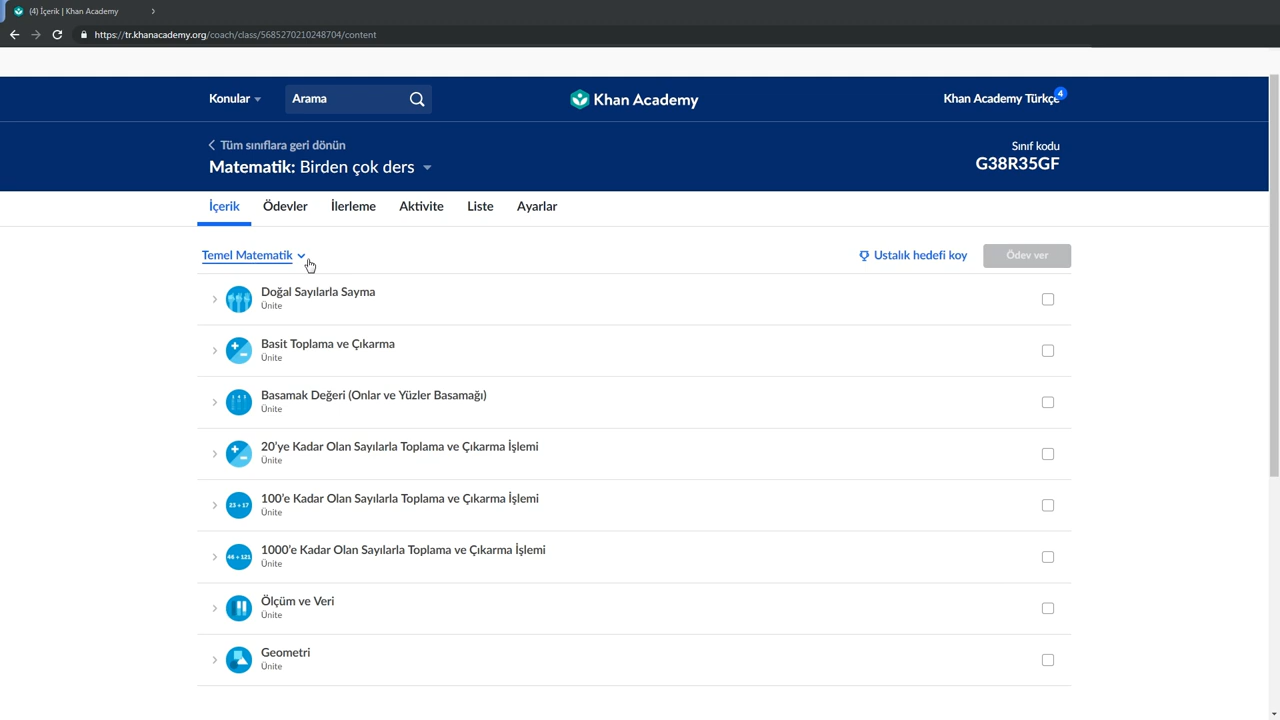 (4) İçerik | Khan Academy
https://tr.khanacademy.org/coach/class/5685270210248704/content
Konular
Arama
Khan Academy
Khan Academy Türkçe
4
Tüm sınıflara geri dönün
Matematik: Birden çok ders
Sınıf kodu
G38R35GF
İçerik
Ödevler
İlerleme
Aktivite
Liste
Ayarlar
Temel Matematik
Ustalık hedefi koy
Ödev ver
Doğal Sayılarla Sayma
Ünite
Basit Toplama ve Çıkarma
Ünite
Basamak Değeri (Onlar ve Yüzler Basamağı)
Ünite
20'ye Kadar Olan Sayılarla Toplama ve Çıkarma İşlemi
Ünite
23 + 17
100'e Kadar Olan Sayılarla Toplama ve Çıkarma İşlemi
Ünite
46 + 121
1000'e Kadar Olan Sayılarla Toplama ve Çıkarma İşlemi
Ünite
Ölçüm ve Veri
Ünite
Geometri
Ünite